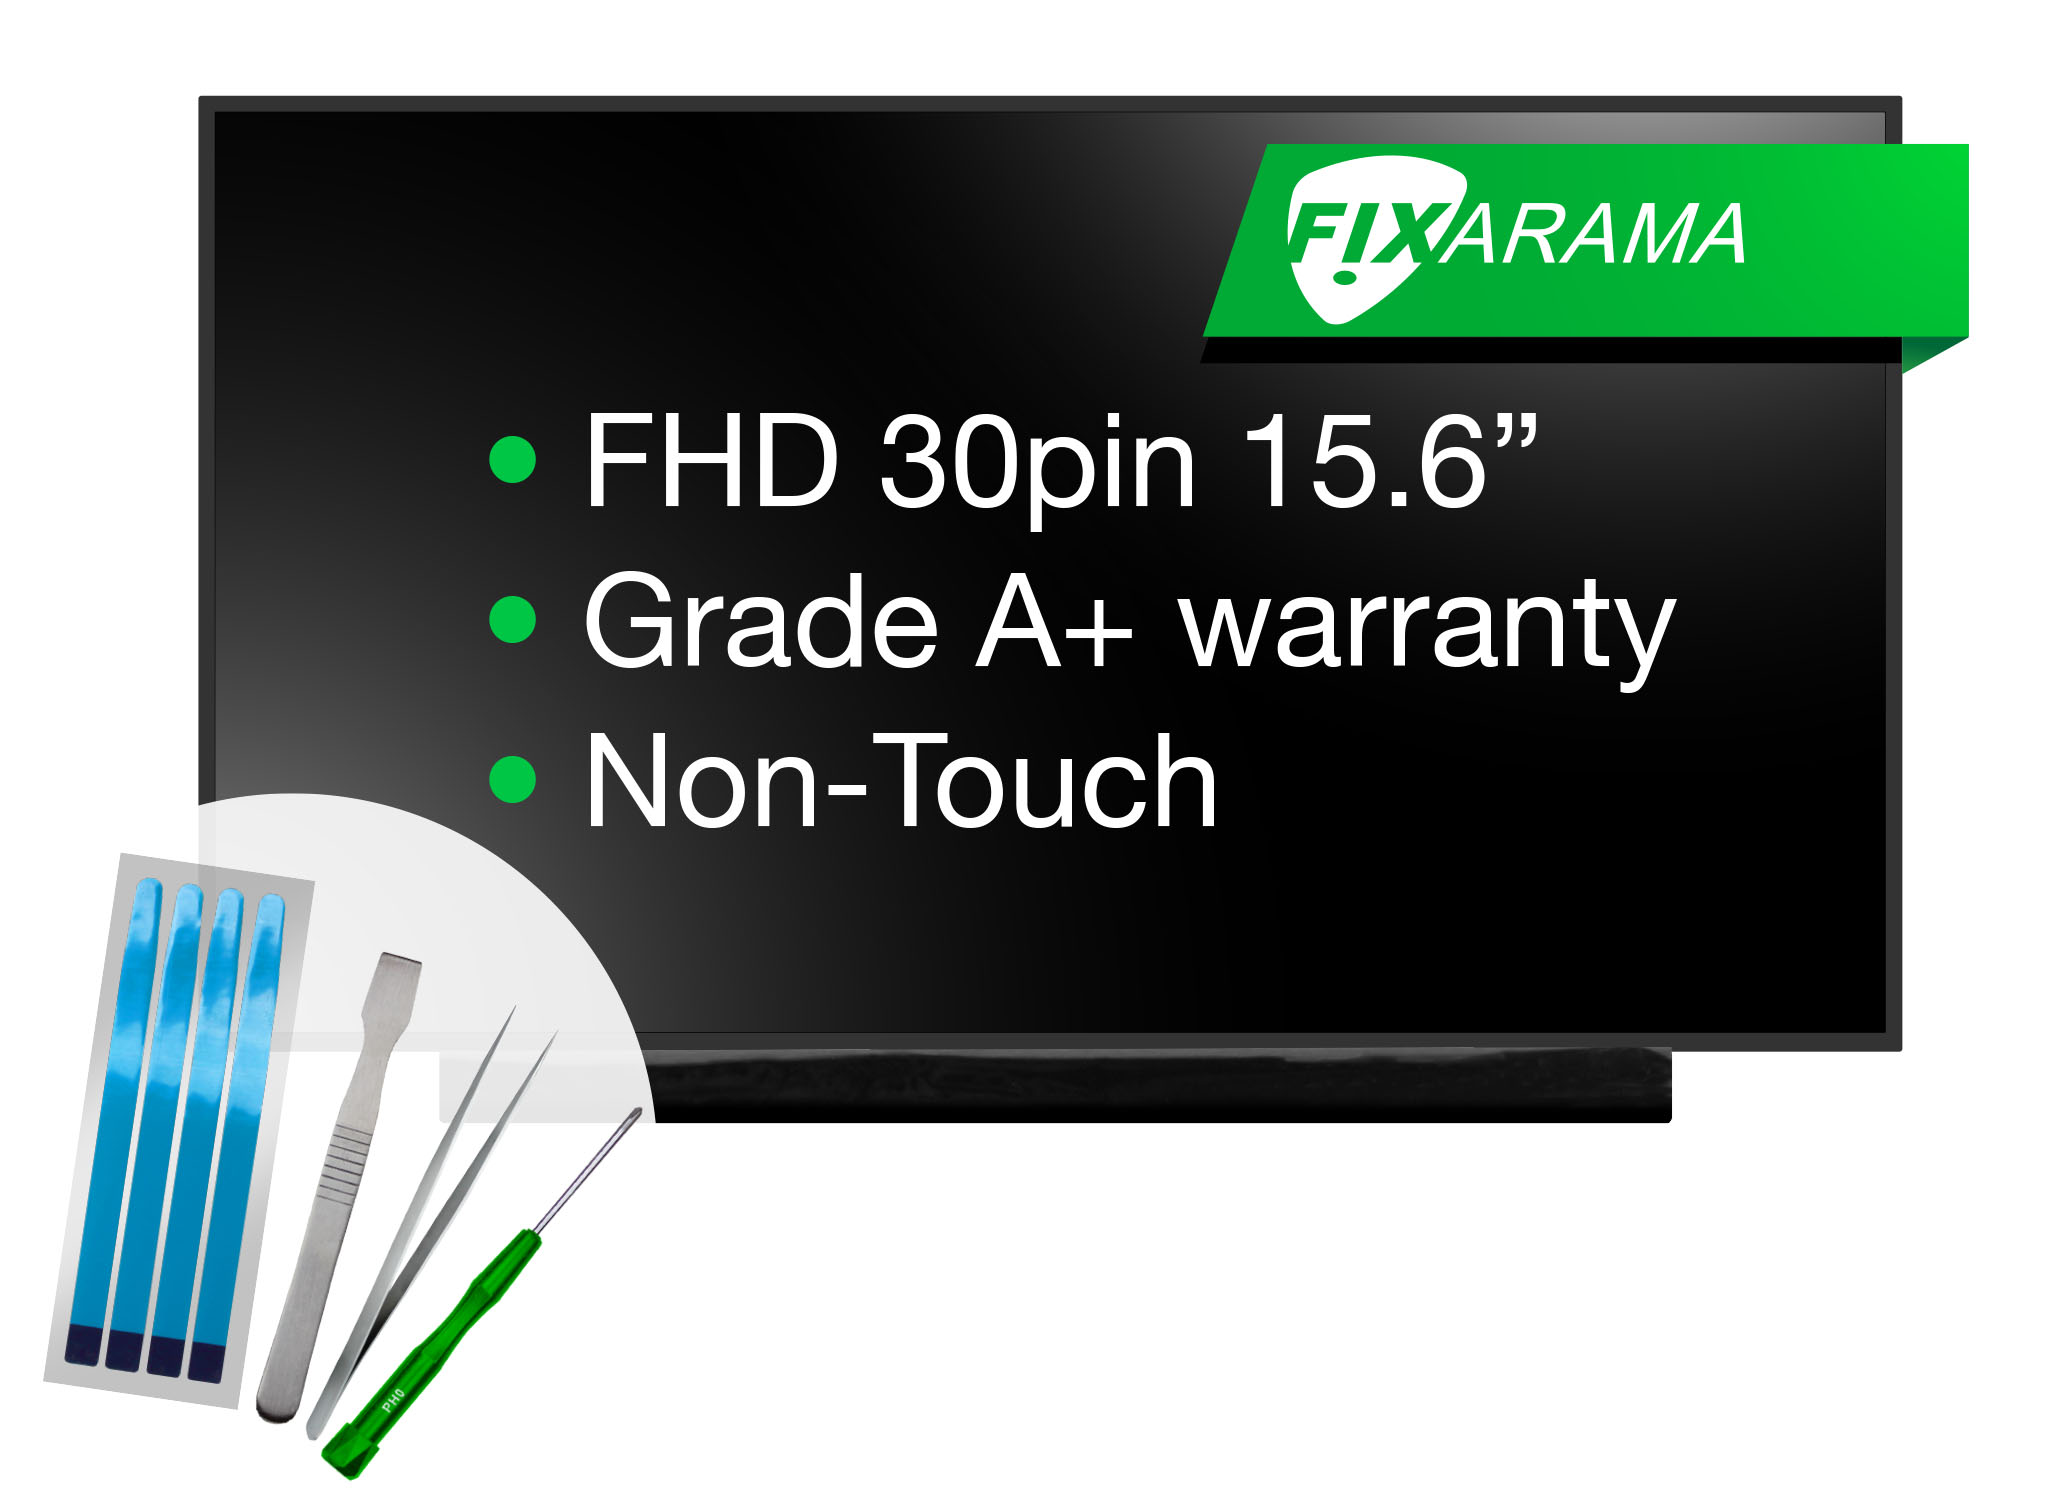 FIXARAMA
• FHD 30pin 15.6”
• Grade A+ warranty
• Non-Touch
PH0